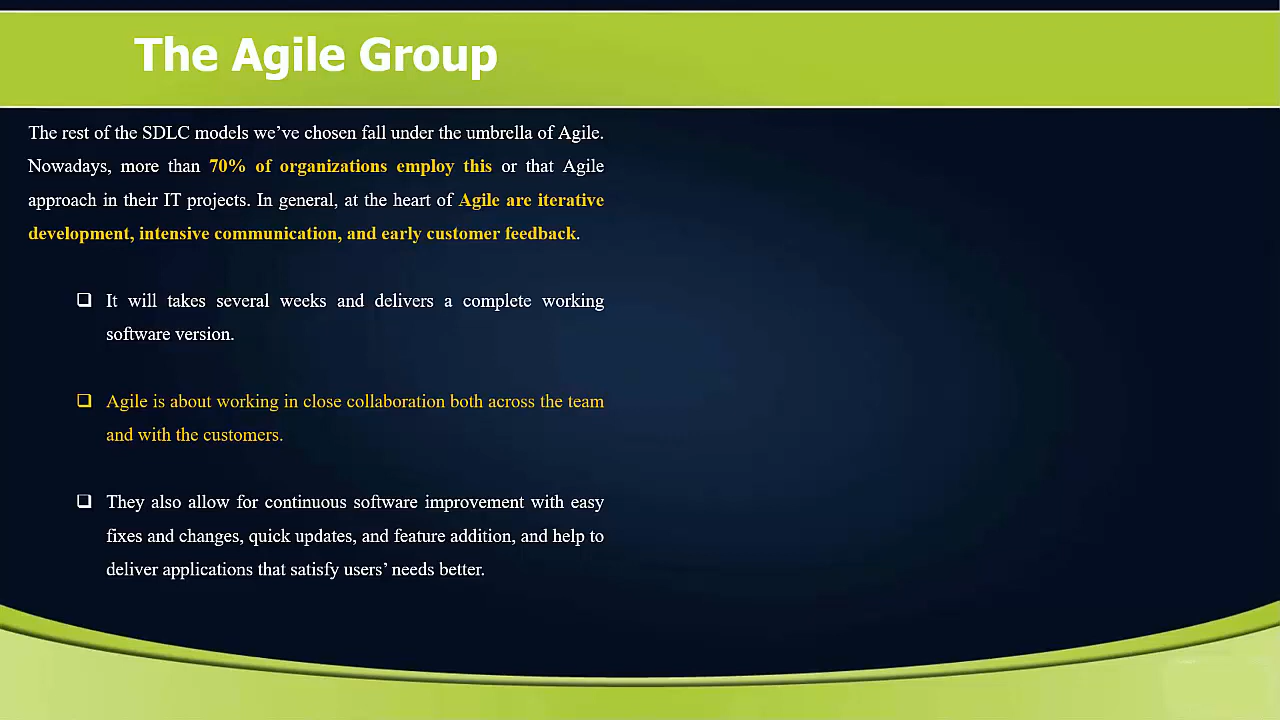 The Agile Group
The rest of the SDLC models we’ve chosen fall under the umbrella of Agile.
Nowadays, more than 70% of organizations employ this or that Agile
approach in their IT projects. In general, at the heart of Agile are iterative
development, intensive communication, and early customer feedback.
❑ It will takes several weeks and delivers a complete working
software version.
❑ Agile is about working in close collaboration both across the team
and with the customers.
❑ They also allow for continuous software improvement with easy
fixes and changes, quick updates, and feature addition, and help to
deliver applications that satisfy users’ needs better.